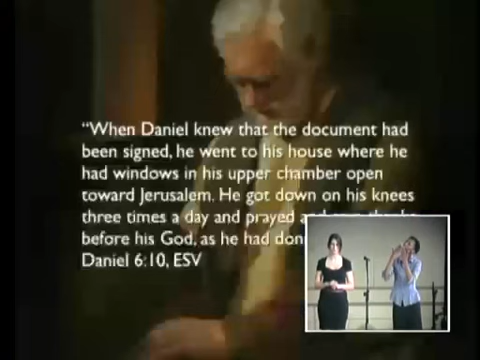 “When Daniel knew that the document had
been signed, he went to his house where he
had windows in his upper chamber open
toward Jerusalem. He got down on his knees
three times a day and prayed
before his God, as he had
Daniel 6:10, ESV